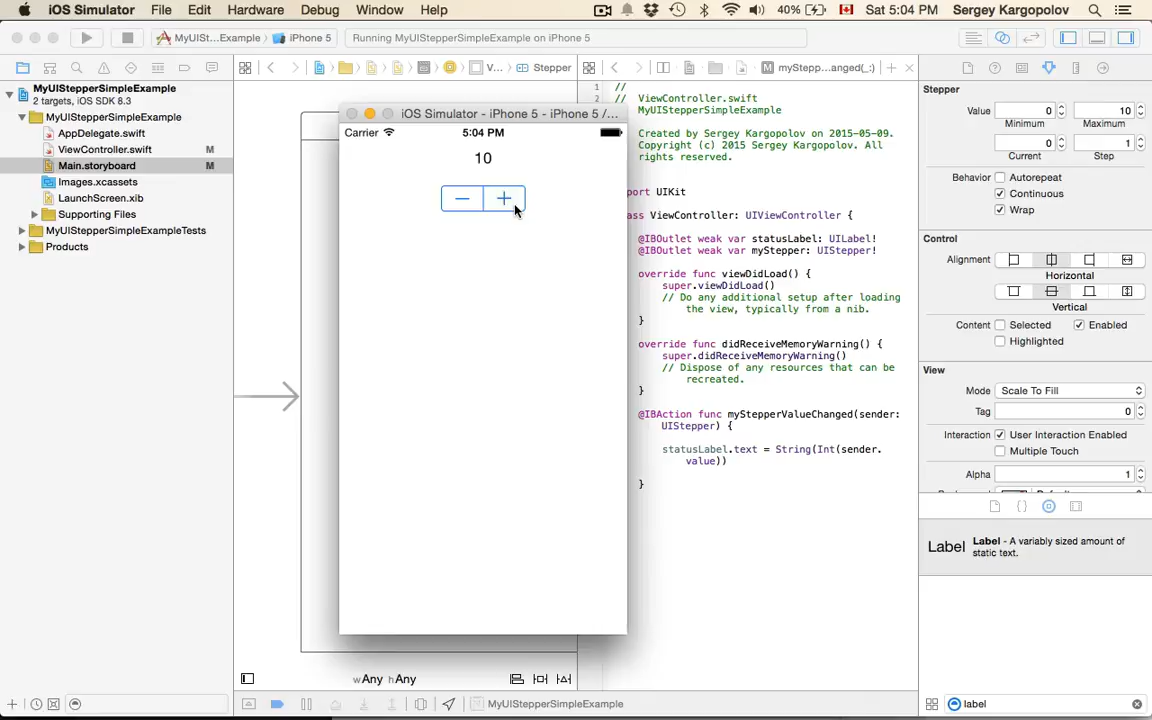 iOS Simulator File Edit Hardware Debug Window Help 40% Sat 5:04 PM Sergey Kargopolov
MyUISt...Example iPhone 5 Running MyUIStepperSimpleExample on iPhone 5
V... Stepper myStepp...anged(_:)
MyUIStepperSimpleExample
2 targets, iOS SDK 8.3
MyUIStepperSimpleExample
AppDelegate.swift
ViewController.swift M
Main.storyboard M
Images.xcassets
LaunchScreen.xib
Supporting Files
MyUIStepperSimpleExampleTests
Products
iOS Simulator - iPhone 5 - iPhone 5 /...
Carrier 5:04 PM
10
1 //
2 // ViewController.swift
MyUIStepperSimpleExample
Created by Sergey Kargopolov on 2015-05-09.
Copyright (c) 2015 Sergey Kargopolov. All
rights reserved.
port UIKit
ass ViewController: UIViewController {
@IBOutlet weak var statusLabel: UILabel!
@IBOutlet weak var myStepper: UIStepper!
override func viewDidLoad() {
super.viewDidLoad()
// Do any additional setup after loading
the view, typically from a nib.
}
override func didReceiveMemoryWarning() {
super.didReceiveMemoryWarning()
// Dispose of any resources that can be
recreated.
}
@IBAction func myStepperValueChanged(sender:
UIStepper) {
statusLabel.text = String(Int(sender.
value))
}
Stepper
Value 0 10
Minimum Maximum
0 1
Current Step
Behavior Autorepeat
Continuous
Wrap
Control
Alignment
Horizontal
Vertical
Content Selected Enabled
Highlighted
View
Mode Scale To Fill
Tag 0
Interaction User Interaction Enabled
Multiple Touch
Alpha 1
Label Label - A variably sized amount of
static text.
wAny hAny
MyUIStepperSimpleExample
label